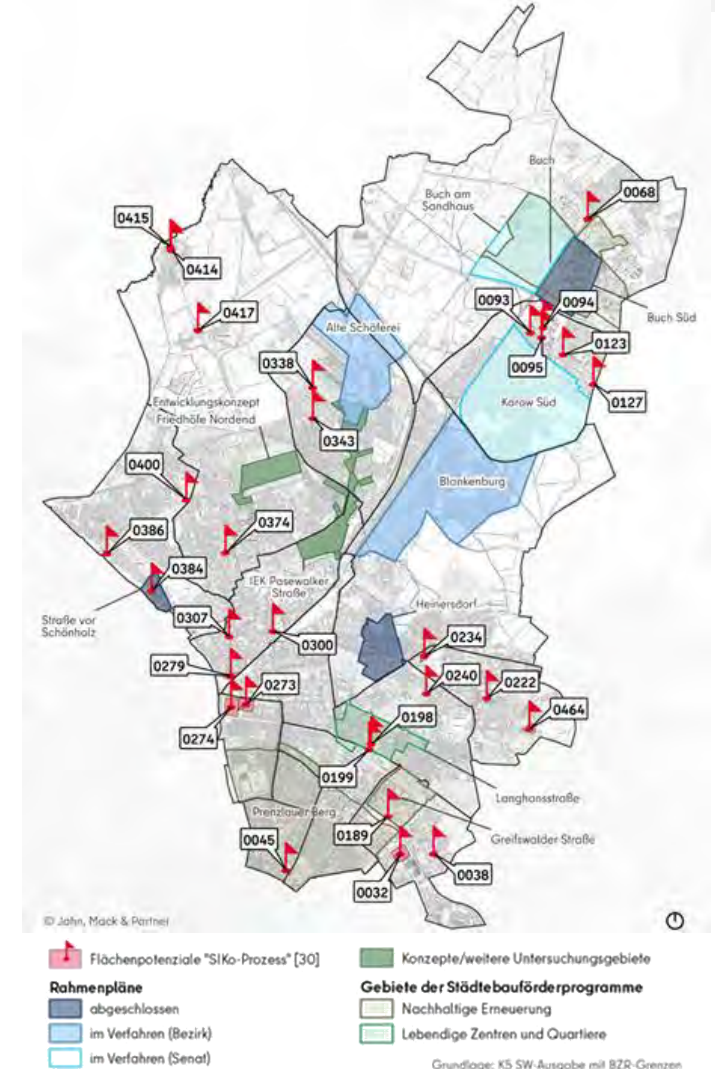 Buch
0068
Buch am
Sandhaus
0415
0414
0417
0093
0094
Buch Süd
Alte Schäferei
0123
0095
0338
0127
Karow Süd
Entwicklungskonzept
Friedhöfe Nordend
0343
0400
Blankenburg
0386
0374
0384
IEK Pasewalker
Straße
Heinersdorf
Straße vor
Schönholz
0307
0300
0234
0279
0273
0240
0222
0464
0274
0198
0199
Langhansstraße
Prenzlauer Berg
0189
Greifswalder Straße
0045
0032
0038
© Jahn, Mack & Partner
Flächenpotenziale "SIKo-Prozess" [30]
Konzepte/weitere Untersuchungsgebiete
Rahmenpläne
Gebiete der Städtebauförderprogramme
abgeschlossen
Nachhaltige Erneuerung
im Verfahren (Bezirk)
Lebendige Zentren und Quartiere
im Verfahren (Senat)
Grundlage: K5 SW-Ausgabe mit BZR-Grenzen